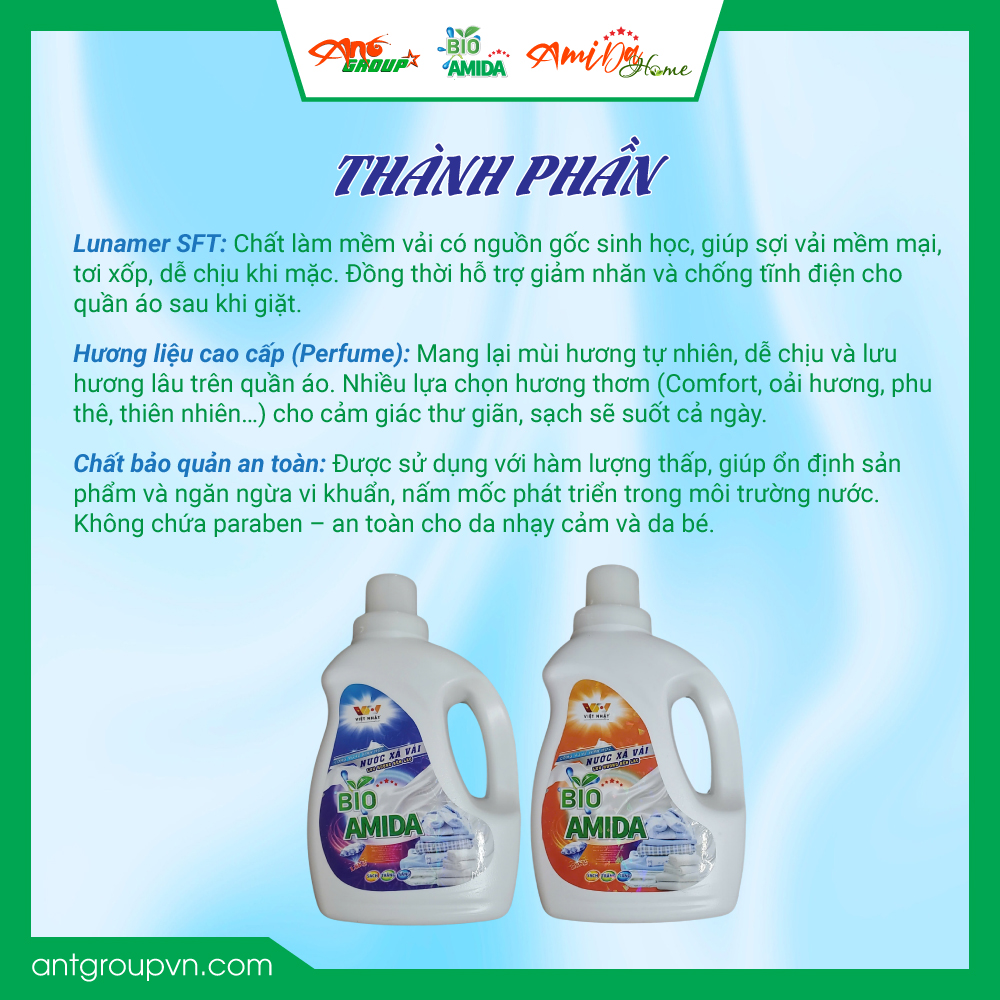 Ant
GROUP
BIO
AMIDA
AmiDa
Home
THÀNH PHẦN
Lunamer SFT: Chất làm mềm vải có nguồn gốc sinh học, giúp sợi vải mềm mại,
tơi xốp, dễ chịu khi mặc. Đồng thời hỗ trợ giảm nhăn và chống tĩnh điện cho
quần áo sau khi giặt.
Hương liệu cao cấp (Perfume): Mang lại mùi hương tự nhiên, dễ chịu và lưu
hương lâu trên quần áo. Nhiều lựa chọn hương thơm (Comfort, oải hương, phu
thê, thiên nhiên...) cho cảm giác thư giãn, sạch sẽ suốt cả ngày.
Chất bảo quản an toàn: Được sử dụng với hàm lượng thấp, giúp ổn định sản
phẩm và ngăn ngừa vi khuẩn, nấm mốc phát triển trong môi trường nước.
Không chứa paraben – an toàn cho da nhạy cảm và da bé.
VIỆT NHẬT
NƯỚC XẢ VẢI
BIO
AMIDA
VIỆT NHẬT
NƯỚC XẢ VẢI
BIO
AMIDA
antgroupvn.com